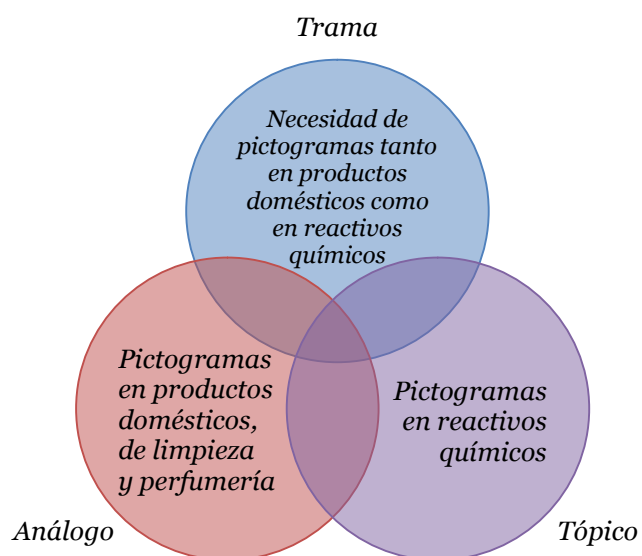 Trama
Necesidad de
pictogramas tanto
en productos
domésticos como
en reactivos
químicos
Pictogramas
en productos
domésticos,
de limpieza
y perfumería
Pictogramas
en reactivos
químicos
Análogo
Tópico